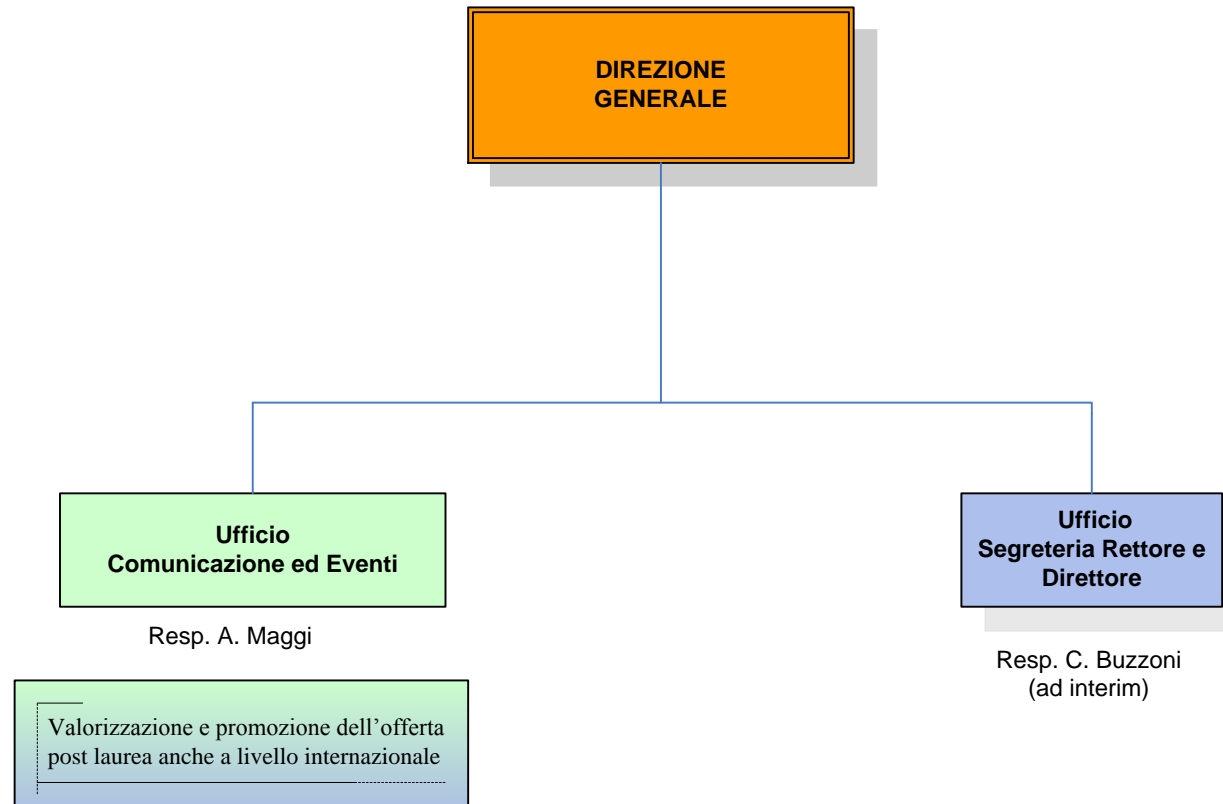 DIREZIONE
GENERALE
Ufficio
Comunicazione ed Eventi
Resp. A. Maggi
Valorizzazione e promozione dell’offerta
post laurea anche a livello internazionale
Ufficio
Segreteria Rettore e
Direttore
Resp. C. Buzzoni
(ad interim)